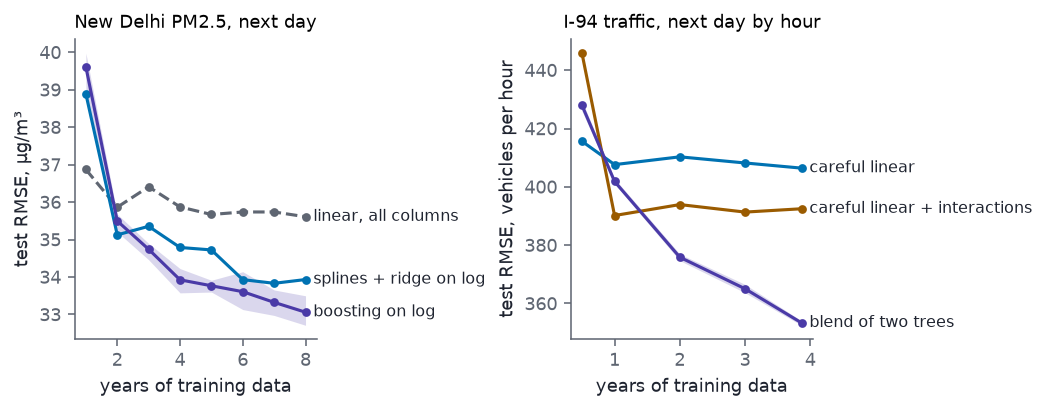 New Delhi PM2.5, next day
test RMSE, µg/m³
40
39
38
37
36
35
34
33
2
4
6
8
years of training data
linear, all columns
splines + ridge on log
boosting on log
I-94 traffic, next day by hour
test RMSE, vehicles per hour
440
420
400
380
360
1
2
3
4
years of training data
careful linear
careful linear + interactions
blend of two trees